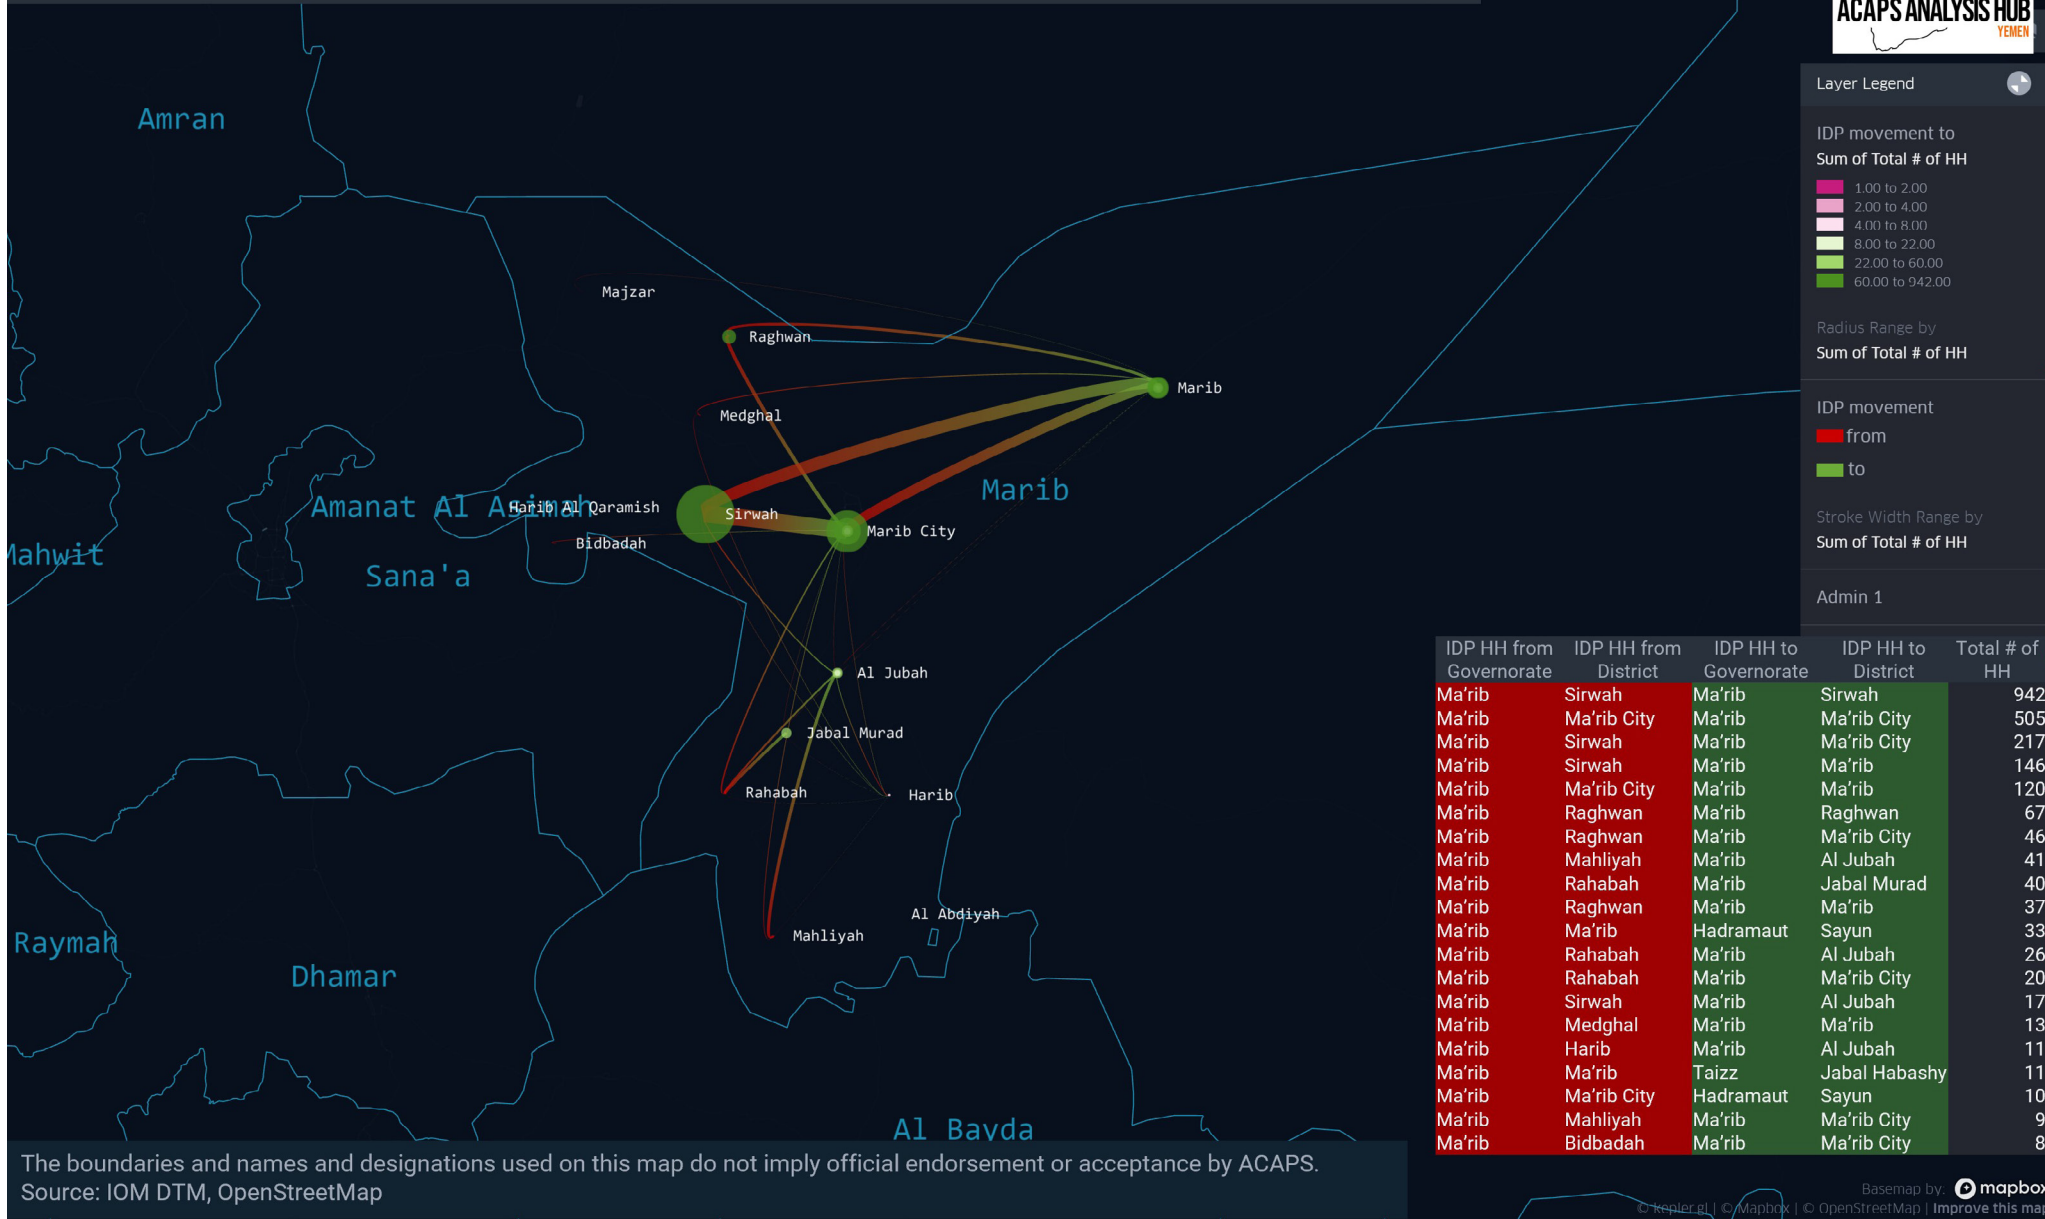 ACAPS ANALYSIS HUB
YEMEN
Layer Legend
IDP movement to
Sum of Total # of HH
1.00 to 2.00
2.00 to 4.00
4.00 to 8.00
8.00 to 22.00
22.00 to 60.00
60.00 to 942.00
Radius Range by
Sum of Total # of HH
IDP movement
from
to
Stroke Width Range by
Sum of Total # of HH
Admin 1
Amran
Majzar
Raghwan
Marib
Medghal
Marib
Amanat Al Asimah
Harib Al Qaramish
Sirwah
Marib City
Bidbadah
Mahwit
Sana'a
Al Jubah
Jabal Murad
Rahabah
Harib
Al Abdiyah
Mahliyah
Raymah
Dhamar
Al Bayda
IDP HH from Governorate IDP HH from District IDP HH to Governorate IDP HH to District Total # of HH
Ma'rib Sirwah Ma'rib Sirwah 942
Ma'rib Ma'rib City Ma'rib Ma'rib City 505
Ma'rib Sirwah Ma'rib Ma'rib City 217
Ma'rib Sirwah Ma'rib Ma'rib 146
Ma'rib Ma'rib City Ma'rib Ma'rib 120
Ma'rib Raghwan Ma'rib Raghwan 67
Ma'rib Raghwan Ma'rib Ma'rib City 46
Ma'rib Mahliyah Ma'rib Al Jubah 41
Ma'rib Rahabah Ma'rib Jabal Murad 40
Ma'rib Raghwan Ma'rib Ma'rib 37
Ma'rib Ma'rib Hadramaut Sayun 33
Ma'rib Rahabah Ma'rib Al Jubah 26
Ma'rib Rahabah Ma'rib Ma'rib City 20
Ma'rib Sirwah Ma'rib Al Jubah 17
Ma'rib Medghal Ma'rib Ma'rib 13
Ma'rib Harib Ma'rib Al Jubah 11
Ma'rib Ma'rib Taizz Jabal Habashy 11
Ma'rib Ma'rib City Hadramaut Sayun 10
Ma'rib Mahliyah Ma'rib Ma'rib City 9
Ma'rib Bidbadah Ma'rib Ma'rib City 8
The boundaries and names and designations used on this map do not imply official endorsement or acceptance by ACAPS.
Source: IOM DTM, OpenStreetMap
Basemap by: mapbox
© kepler.gl | © Mapbox | © OpenStreetMap | Improve this map